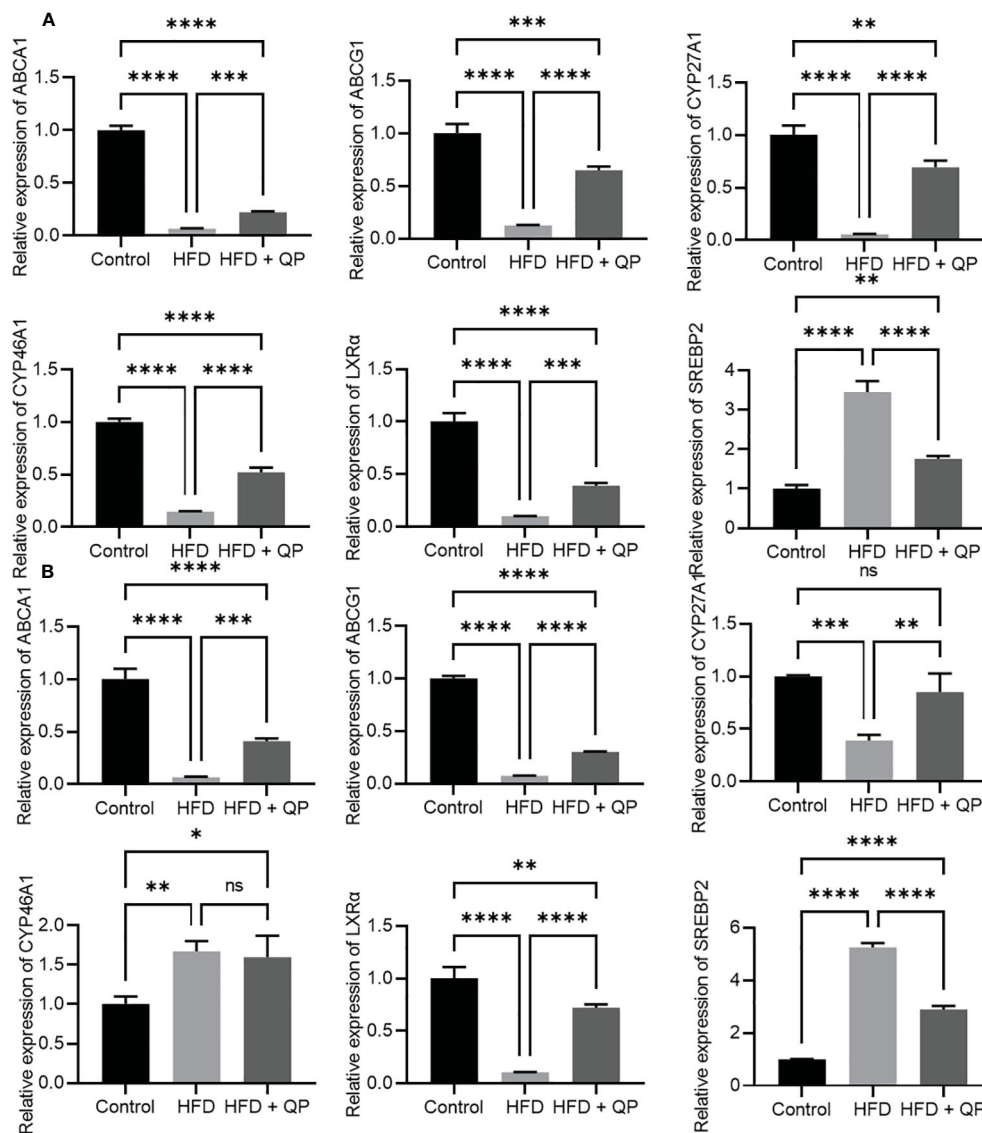 A
**** 
**** ***
Relative expression of ABCA1
1.5
1.0
0.5
0.0
Control HFD HFD + QP
***
**** ****
Relative expression of ABCG1
1.5
1.0
0.5
0.0
Control HFD HFD + QP
**
**** ****
Relative expression of CYP27A1
1.5
1.0
0.5
0.0
Control HFD HFD + QP
****
**** ****
Relative expression of CYP46A1
1.5
1.0
0.5
0.0
Control HFD HFD + QP
****
**** ***
Relative expression of LXRα
1.5
1.0
0.5
0.0
Control HFD HFD + QP
**
**** ****
Relative expression of SREBP2
4
3
2
1
0
Control HFD HFD + QP
B
****
**** ***
Relative expression of ABCA1
1.5
1.0
0.5
0.0
Control HFD HFD + QP
****
**** ****
Relative expression of ABCG1
1.5
1.0
0.5
0.0
Control HFD HFD + QP
ns
*** **
Relative expression of CYP27A1
1.5
1.0
0.5
0.0
Control HFD HFD + QP
*
** ns
Relative expression of CYP46A1
2.0
1.5
1.0
0.5
0.0
Control HFD HFD + QP
**
**** ****
Relative expression of LXRα
1.5
1.0
0.5
0.0
Control HFD HFD + QP
****
**** ****
Relative expression of SREBP2
6
4
2
0
Control HFD HFD + QP